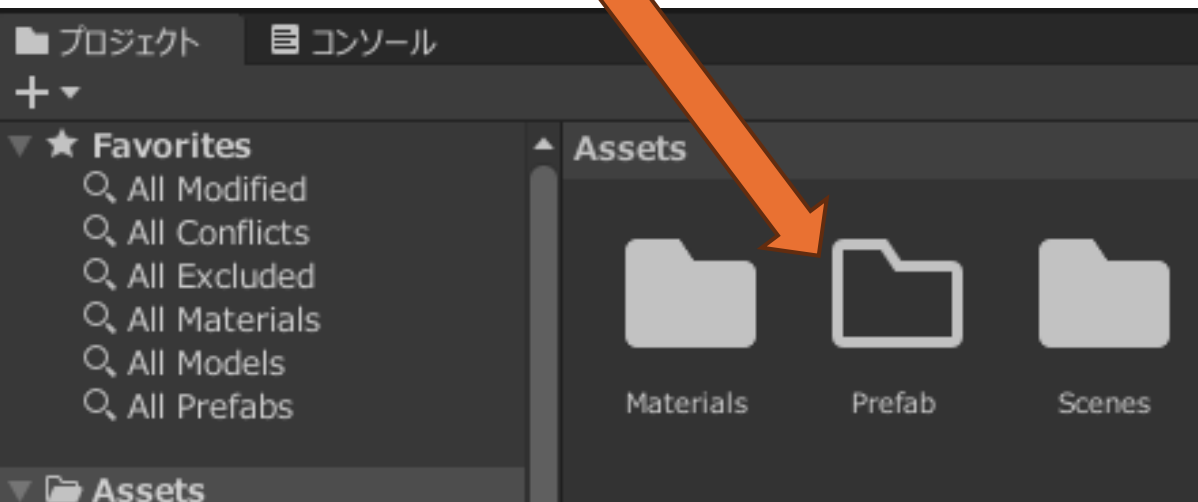 プロジェクト
コンソール
Favorites
All Modified
All Conflicts
All Excluded
All Materials
All Models
All Prefabs
Assets
Assets
Materials
Prefab
Scenes